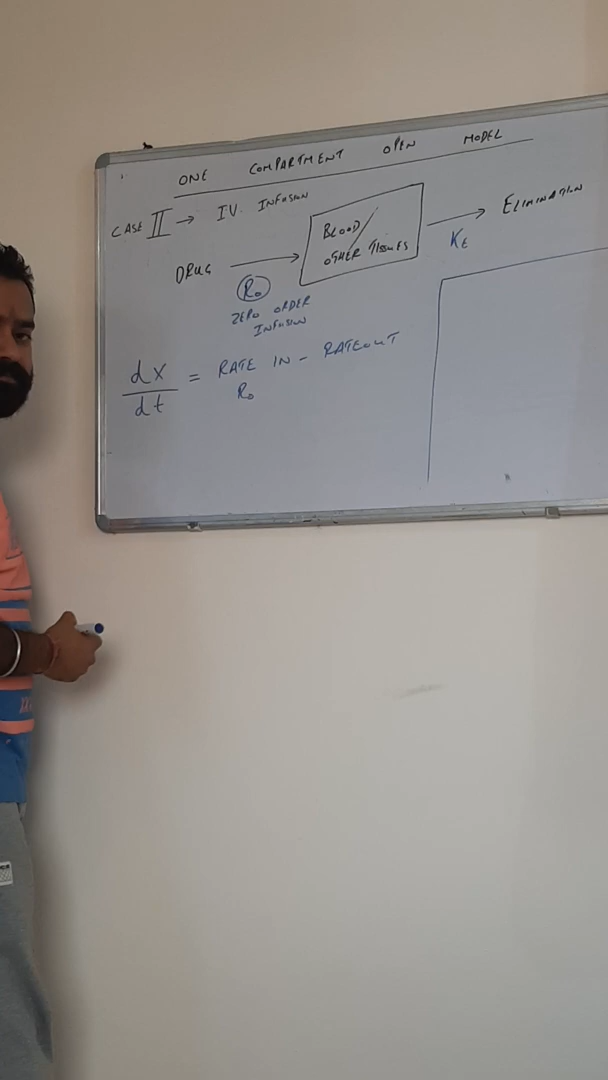 ONE COMPARTMENT OPEN MODEL
CASE II → I.V. INFUSION
DRUG → BLOOD / OTHER TISSUES → ELIMINATION
R₀ KE
ZERO ORDER
INFUSION
dx/dt = RATE IN - RATE OUT
R₀